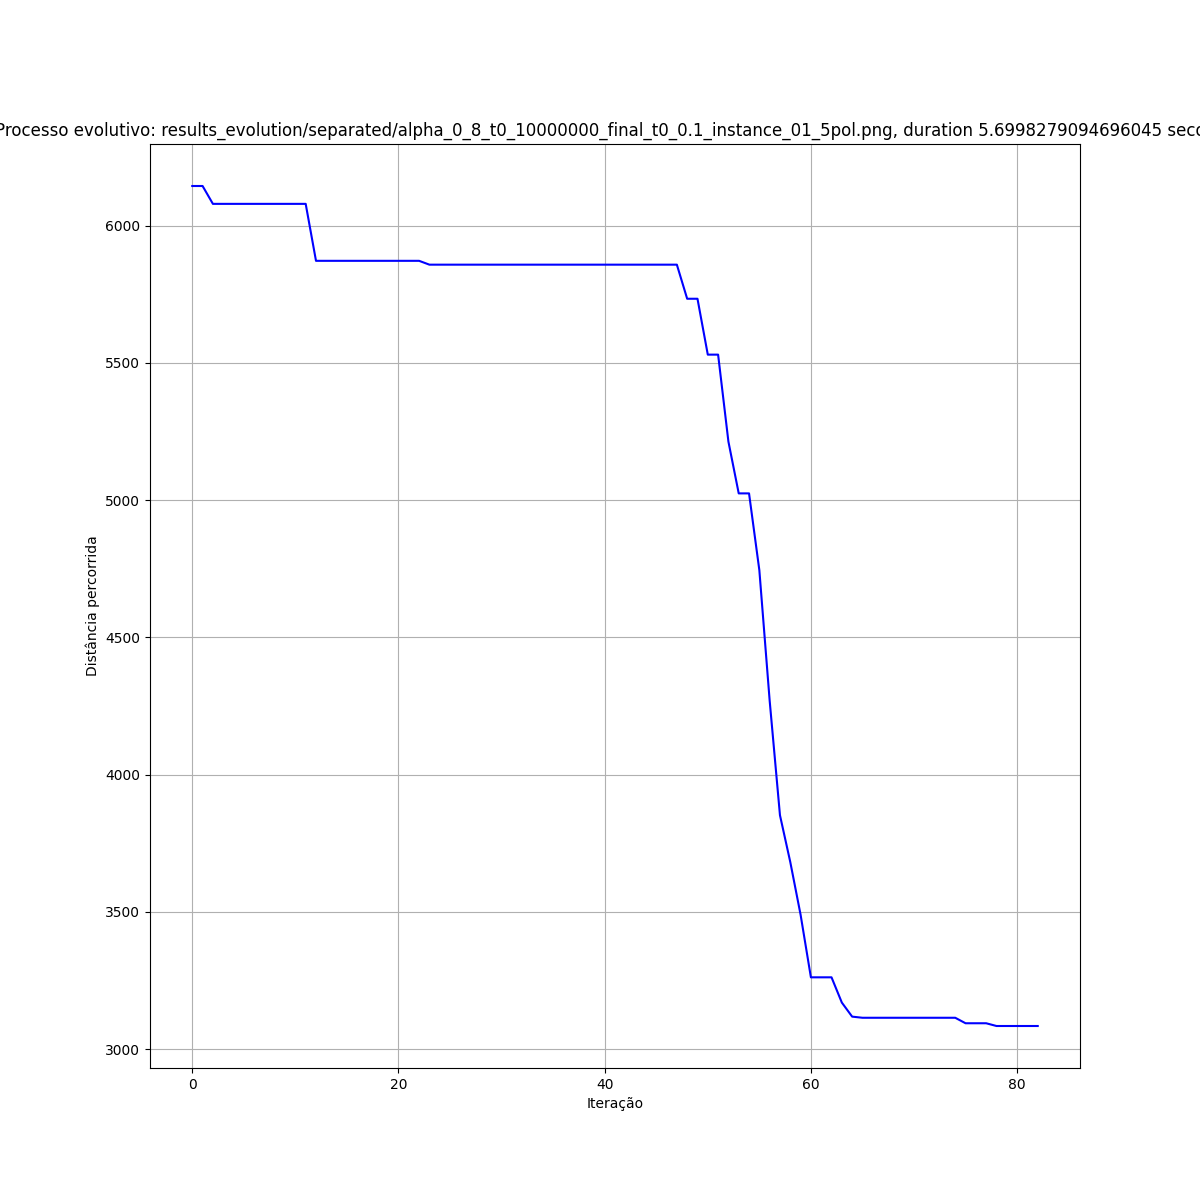 Processo evolutivo: results_evolution/separated/alpha_0_8_t0_10000000_final_t0_0.1_instance_01_5pol.png, duration 5.6998279094696045
6000
5500
5000
4500
4000
3500
3000
Distância percorrida
0 20 40 60 80
Iteração